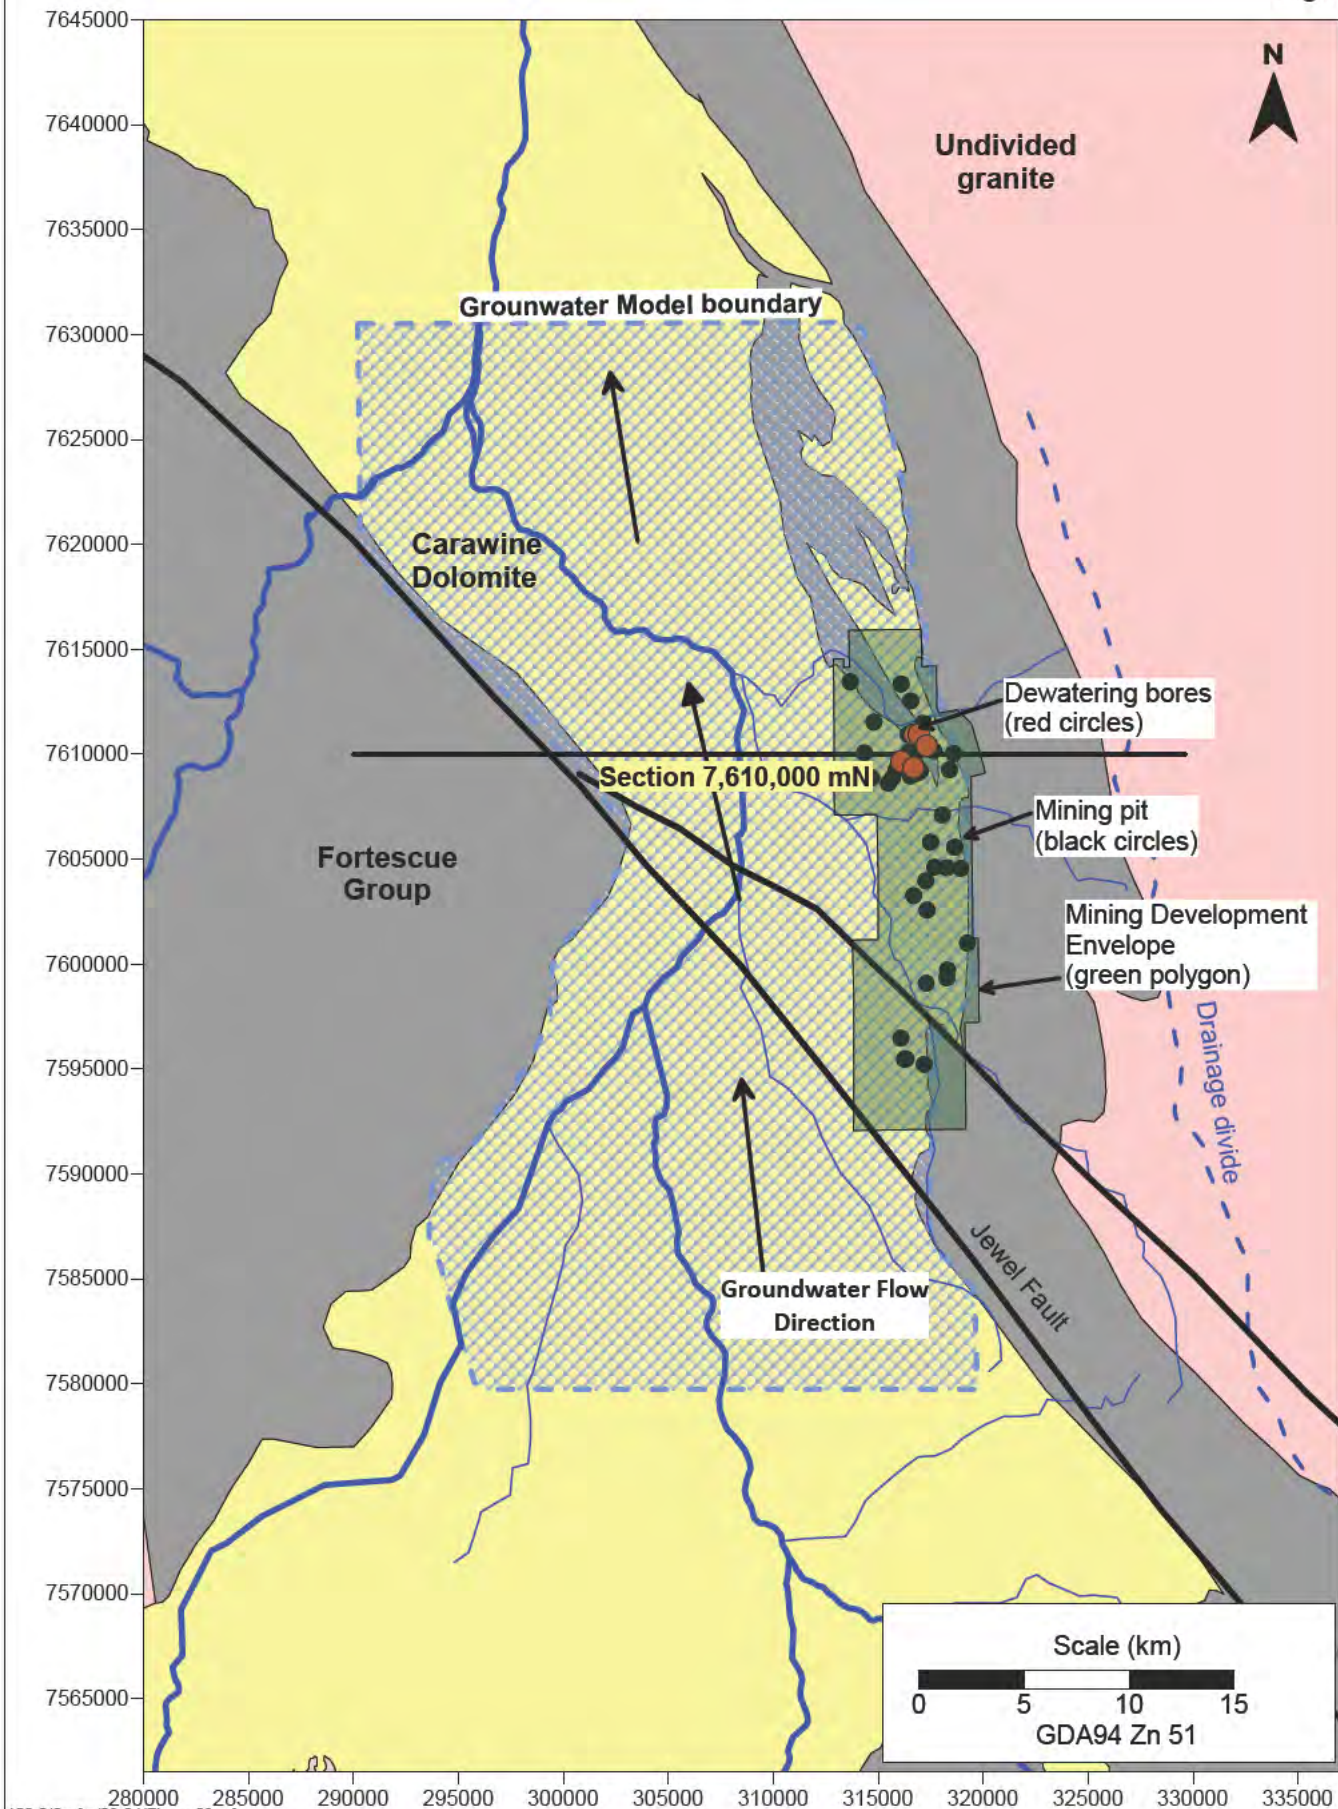 7645000
N
7640000
Undivided
granite
7635000
Grounwater Model boundary
7630000
7625000
7620000
Carawine
Dolomite
7615000
Dewatering bores
(red circles)
7610000
Section 7,610,000 mN
Mining pit
(black circles)
7605000
Fortescue
Group
Mining Development
Envelope
(green polygon)
7600000
Drainage divide
7595000
7590000
Jewel Fault
7585000
Groundwater Flow
Direction
7580000
7575000
7570000
Scale (km)
0 5 10 15
GDA94 Zn 51
7565000
280000 285000 290000 295000 300000 305000 310000 315000 320000 325000 330000 335000